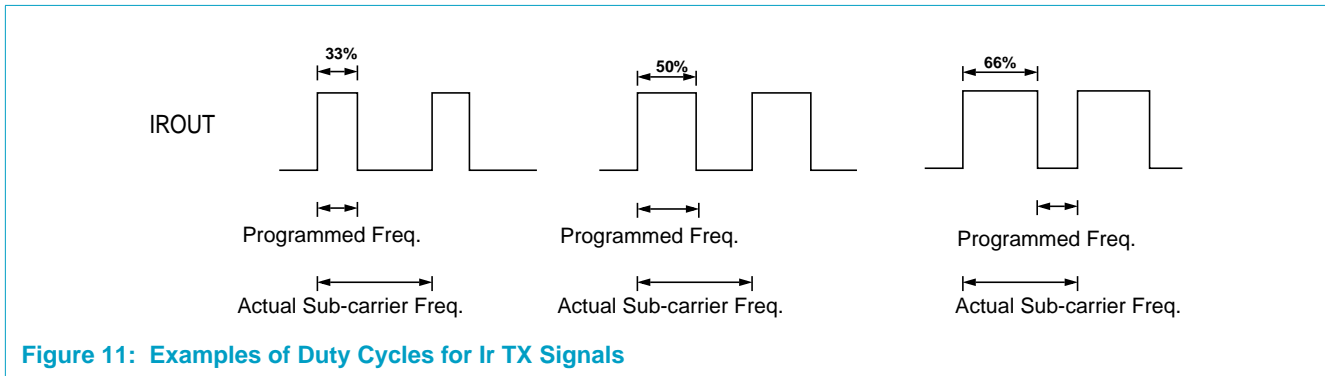 33%
50%
66%
IROUT
Programmed Freq.
Programmed Freq.
Programmed Freq.
Actual Sub-carrier Freq.
Actual Sub-carrier Freq.
Actual Sub-carrier Freq.
Figure 11: Examples of Duty Cycles for Ir TX Signals